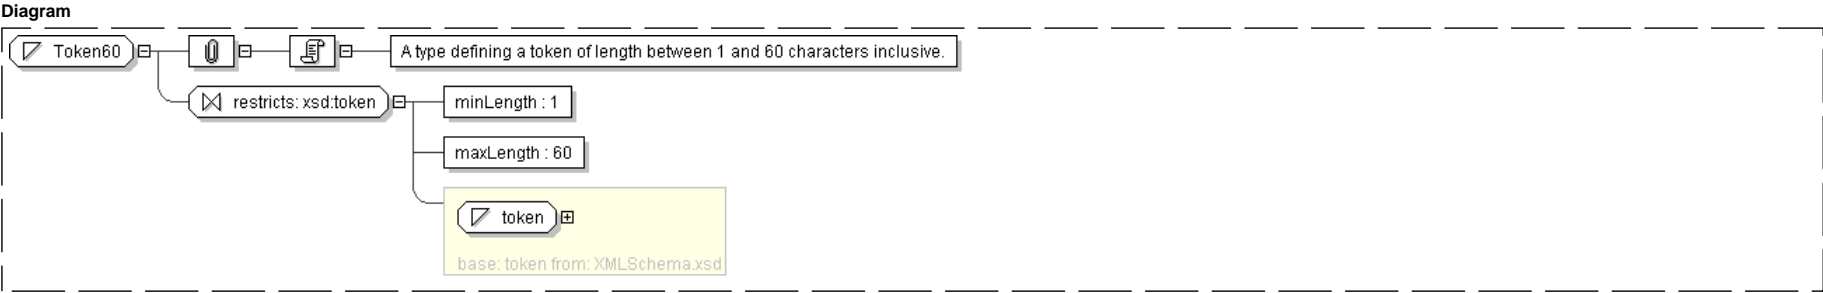 Diagram
Token60
A type defining a token of length between 1 and 60 characters inclusive.
restricts: xsd:token
minLength : 1
maxLength : 60
token
base: token from: XMLSchema.xsd